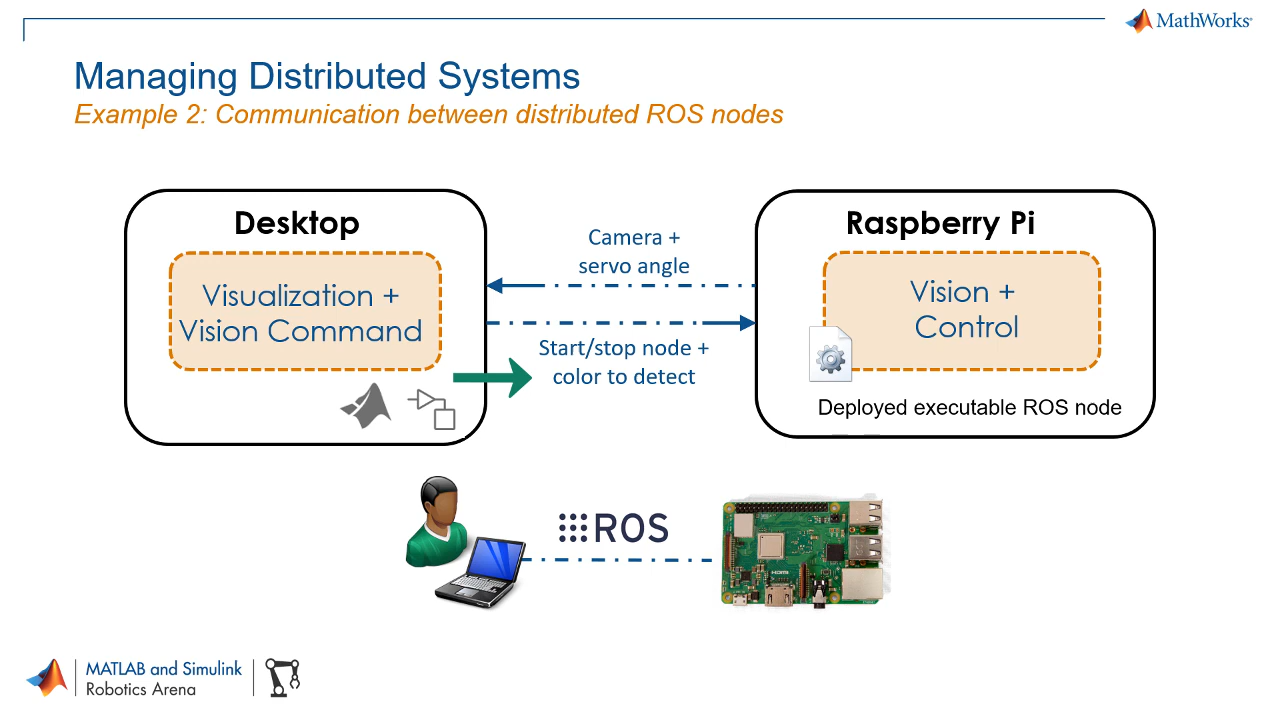 MathWorks
Managing Distributed Systems
Example 2: Communication between distributed ROS nodes
Desktop
Visualization +
Vision Command
Camera +
servo angle
Start/stop node +
color to detect
Raspberry Pi
Vision +
Control
Deployed executable ROS node
ROS
HDMI
MATLAB and Simulink
Robotics Arena